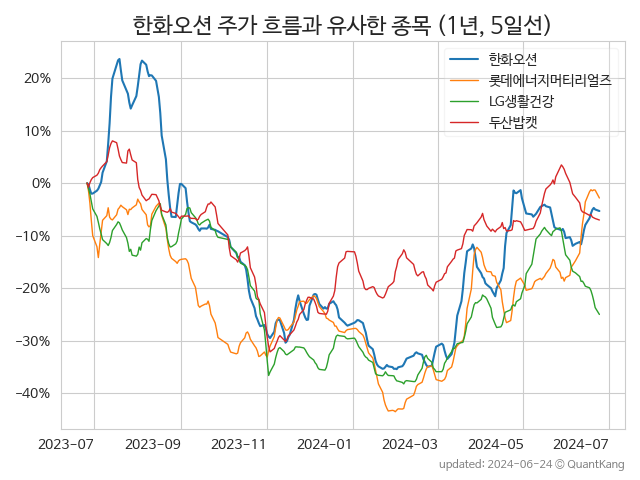 한화오션 주가 흐름과 유사한 종목 (1년, 5일선)
한화오션
롯데에너지머티리얼즈
LG생활건강
두산밥캣
20%
10%
0%
−10%
−20%
−30%
−40%
2023-07 2023-09 2023-11 2024-01 2024-03 2024-05 2024-07
updated: 2024-06-24 ⓒ QuantKang